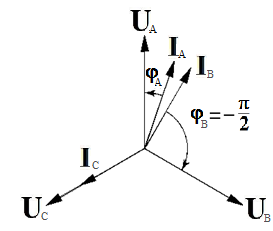 U_A
I_A
I_B
φ_A
φ_B=-π/2
I_C
U_C
U_B